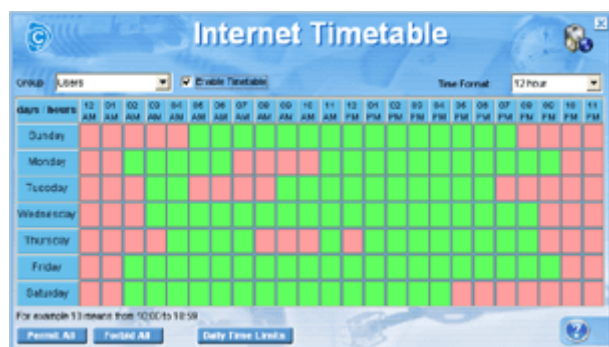 Internet Timetable
Group Users Enable Timetable Time Format 12 hour
days / hours 12 AM 01 AM 02 AM 03 AM 04 AM 05 AM 06 AM 07 AM 08 AM 09 AM 10 AM 11 AM 12 PM 01 PM 02 PM 03 PM 04 PM 05 PM 06 PM 07 PM 08 PM 09 PM 10 PM 11 PM
Sunday
Monday
Tuesday
Wednesday
Thursday
Friday
Saturday
For example 10 means from 10:00 to 10:59
Permit All Forbid All Daily Time Limits ?